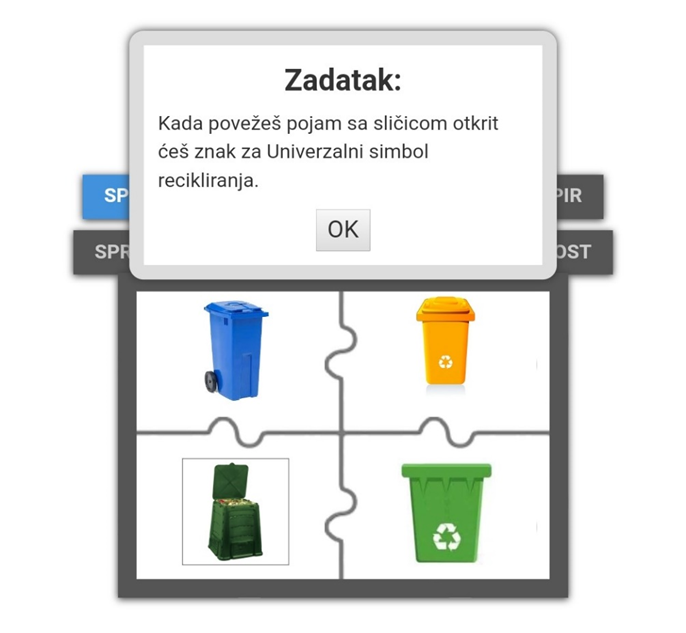 Zadatak:
Kada povežeš pojam sa sličicom otkrit
ćeš znak za Univerzalni simbol
recikliranja.
OK